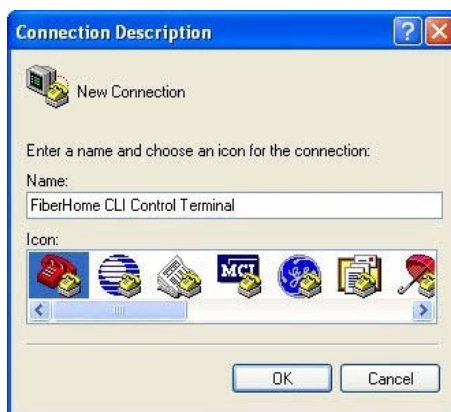 Connection Description
New Connection
Enter a name and choose an icon for the connection:
Name:
FiberHome CLI Control Terminal
Icon:
MCI
OK
Cancel